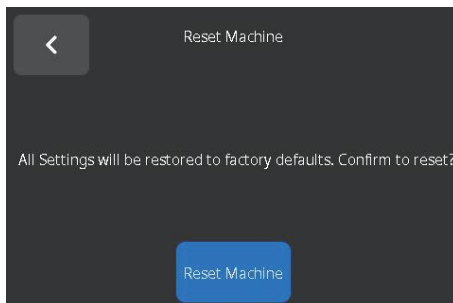 Reset Machine
All Settings will be restored to factory defaults. Confirm to reset?
Reset Machine